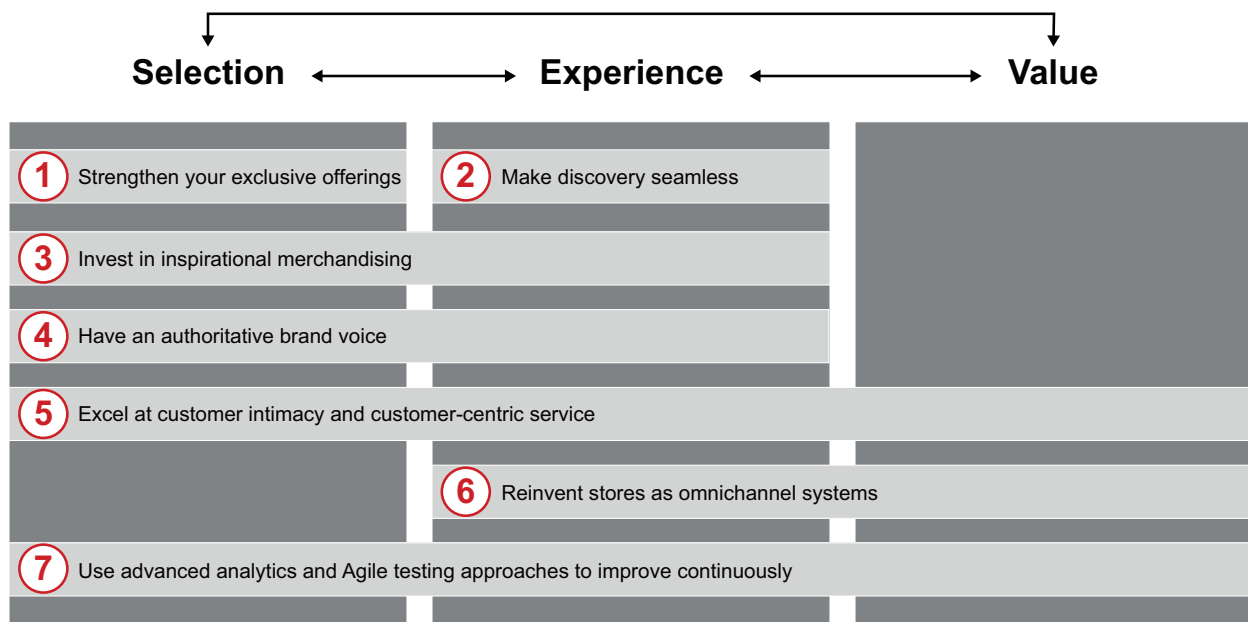 Selection Experience Value
1 Strengthen your exclusive offerings 2 Make discovery seamless
3 Invest in inspirational merchandising
4 Have an authoritative brand voice
5 Excel at customer intimacy and customer-centric service
6 Reinvent stores as omnichannel systems
7 Use advanced analytics and Agile testing approaches to improve continuously